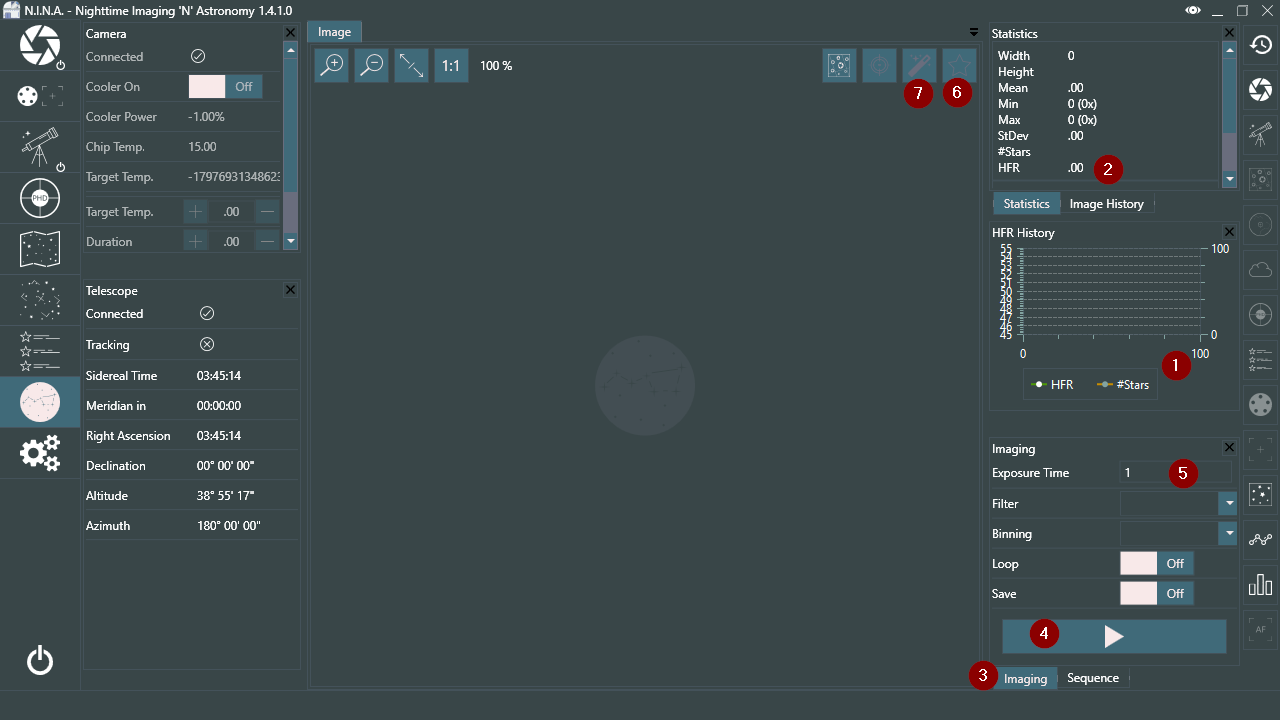 N.I.N.A. - Nighttime Imaging 'N' Astronomy 1.4.1.0
Camera
Connected
Cooler On Off
Cooler Power -1.00%
Chip Temp. 15.00
Target Temp. -1797693134862
Target Temp. + .00 —
Duration + .00 —
PHD
Telescope
Connected
Tracking
Sidereal Time 03:45:14
Meridian in 00:00:00
Right Ascension 03:45:14
Declination 00° 00' 00"
Altitude 38° 55' 17"
Azimuth 180° 00' 00"
Image
1:1 100 %
7 6
Statistics
Width 0
Height
Mean .00
Min 0 (0x)
Max 0 (0x)
StDev .00
#Stars
HFR .00 2
Statistics Image History
HFR History
55 100
54
53
52
51
50
49
48
47
46
45 0
0 100
1
HFR #Stars
Imaging
Exposure Time 1 5
Filter
Binning
Loop Off
Save Off
4
3 Imaging Sequence
AF